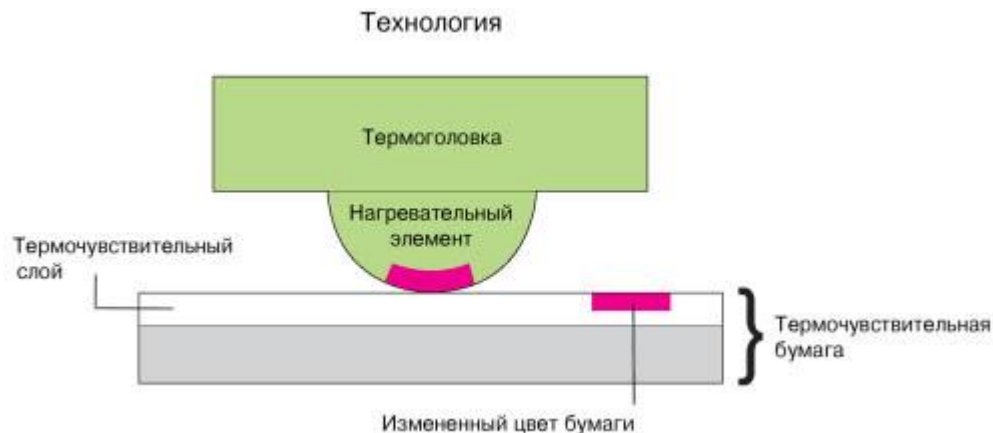 Технология
Термоголовка
Нагревательный
элемент
Термочувствительный
слой
Термочувствительная
бумага
Измененный цвет бумаги